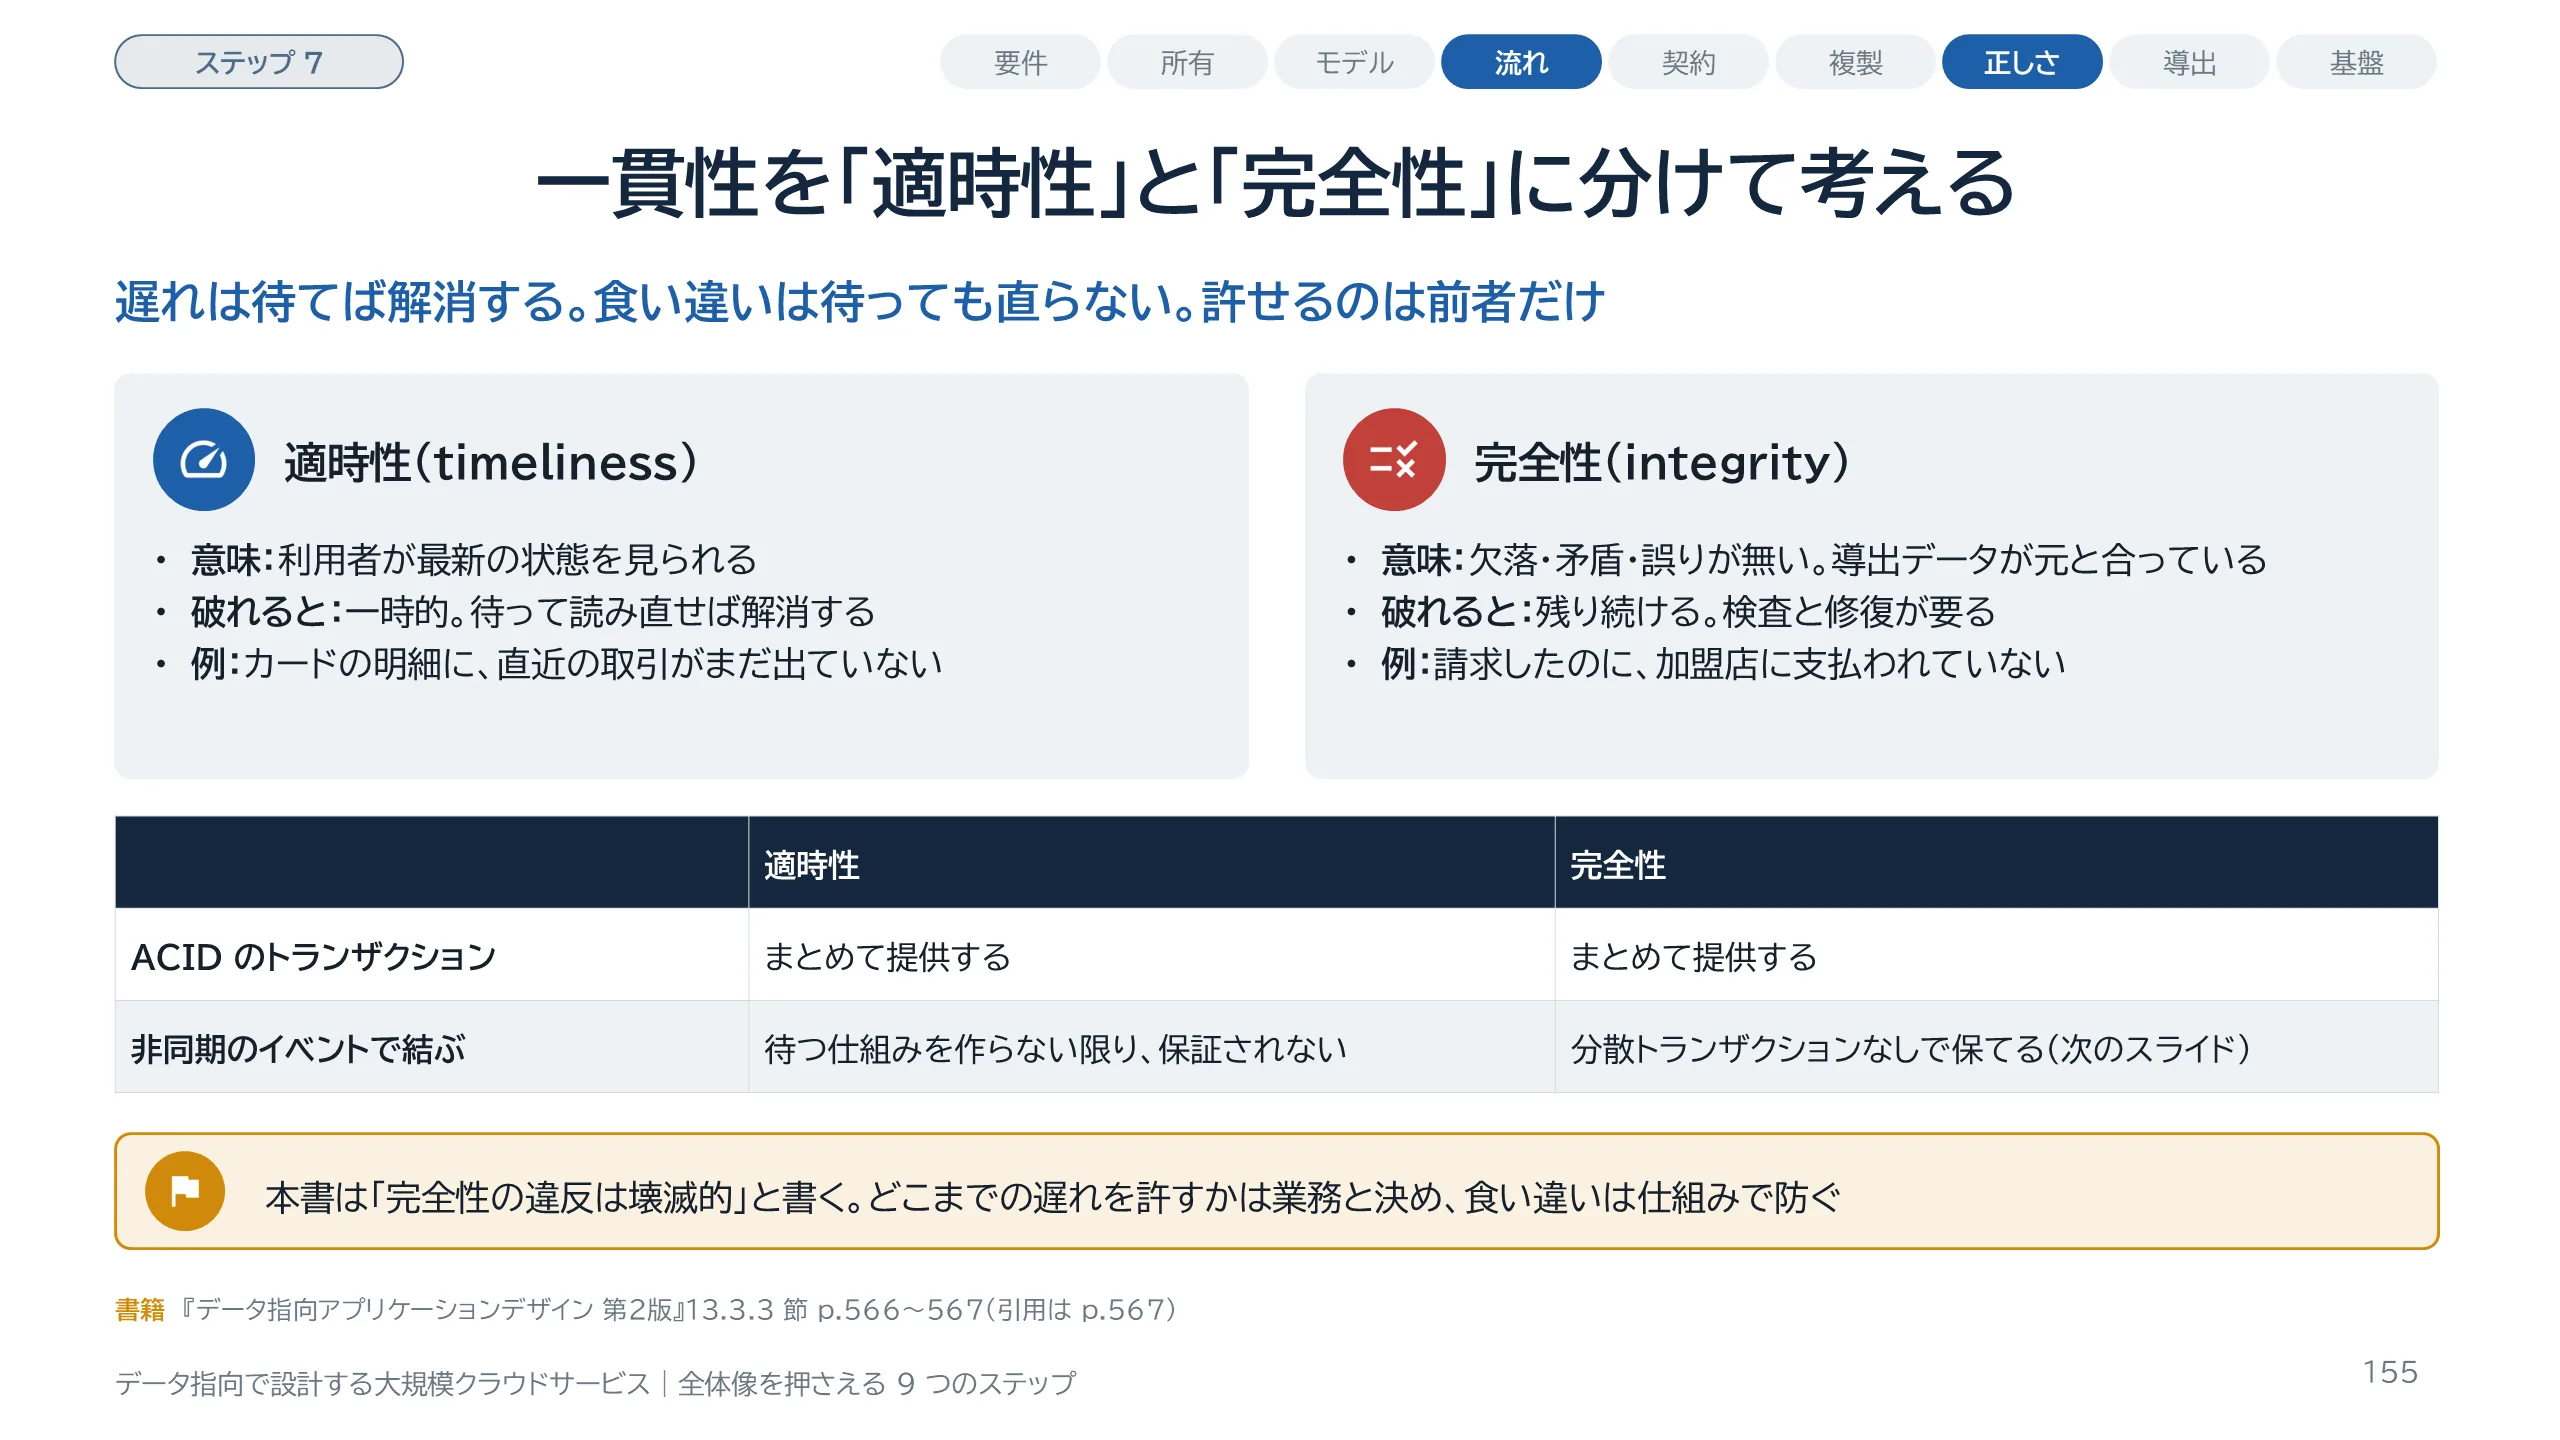 ステップ 7
要件
所有
モデル
流れ
契約
複製
正しさ
導出
基盤
一貫性を「適時性」と「完全性」に分けて考える
遅れは待てば解消する。食い違いは待っても直らない。許せるのは前者だけ
適時性（timeliness）
・ 意味：利用者が最新の状態を見られる
・ 破れると：一時的。待って読み直せば解消する
・ 例：カードの明細に、直近の取引がまだ出ていない
完全性（integrity）
・ 意味：欠落・矛盾・誤りが無い。導出データが元と合っている
・ 破れると：残り続ける。検査と修復が要る
・ 例：請求したのに、加盟店に支払われていない
適時性 完全性
ACID のトランザクション まとめて提供する まとめて提供する
非同期のイベントで結ぶ 待つ仕組みを作らない限り、保証されない 分散トランザクションなしで保てる（次のスライド）
本書は「完全性の違反は壊滅的」と書く。どこまでの遅れを許すかは業務と決め、食い違いは仕組みで防ぐ
書籍 『データ指向アプリケーションデザイン 第2版』13.3.3 節 p.566〜567（引用は p.567）
データ指向で設計する大規模クラウドサービス｜全体像を押さえる 9 つのステップ
155